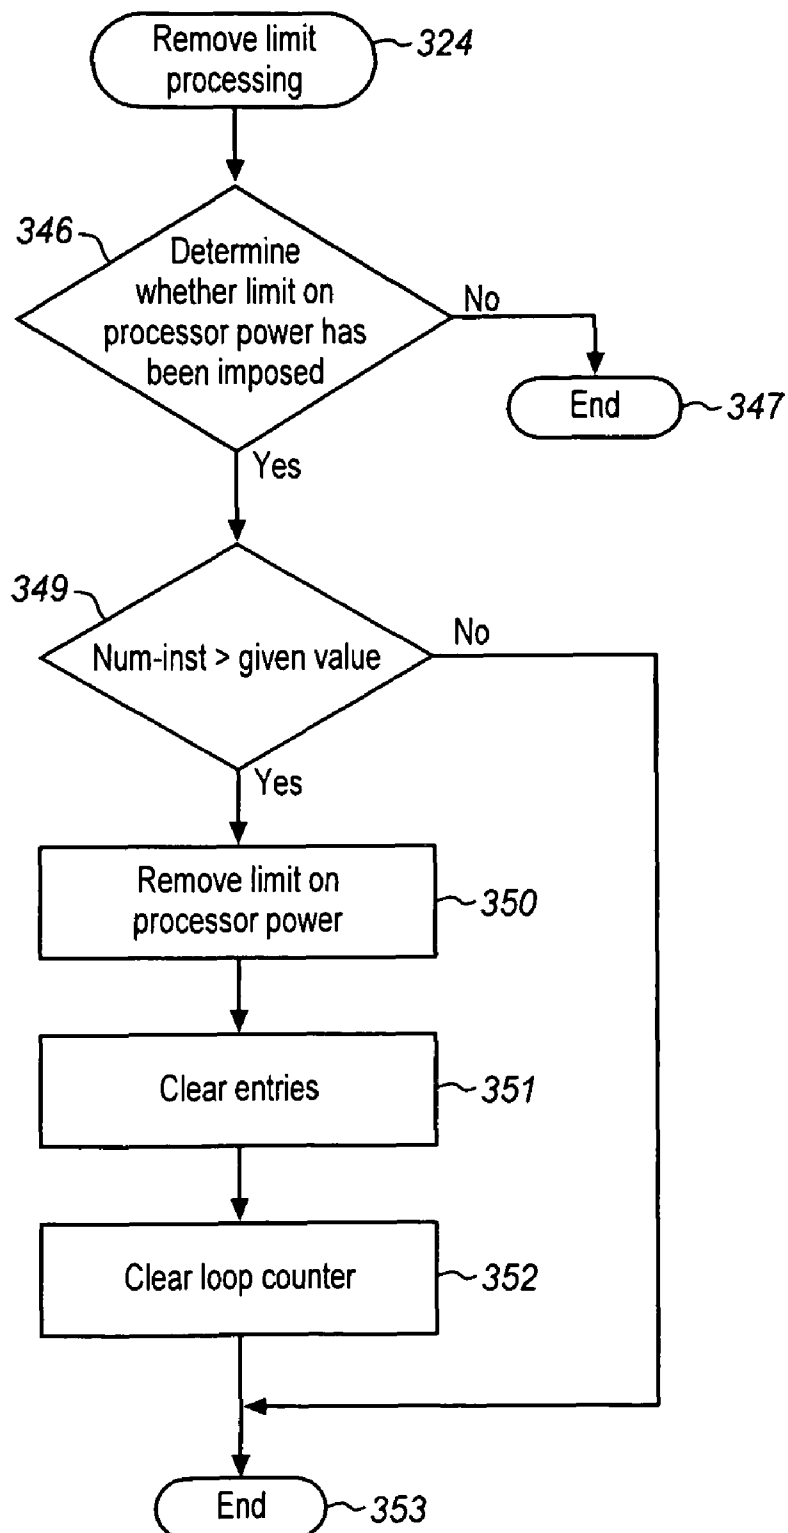 Remove limit
processing
324
346
Determine
whether limit on
processor power has
been imposed
No
End
347
Yes
349
Num-inst > given value
No
Yes
Remove limit on
processor power
350
Clear entries
351
Clear loop counter
352
End
353